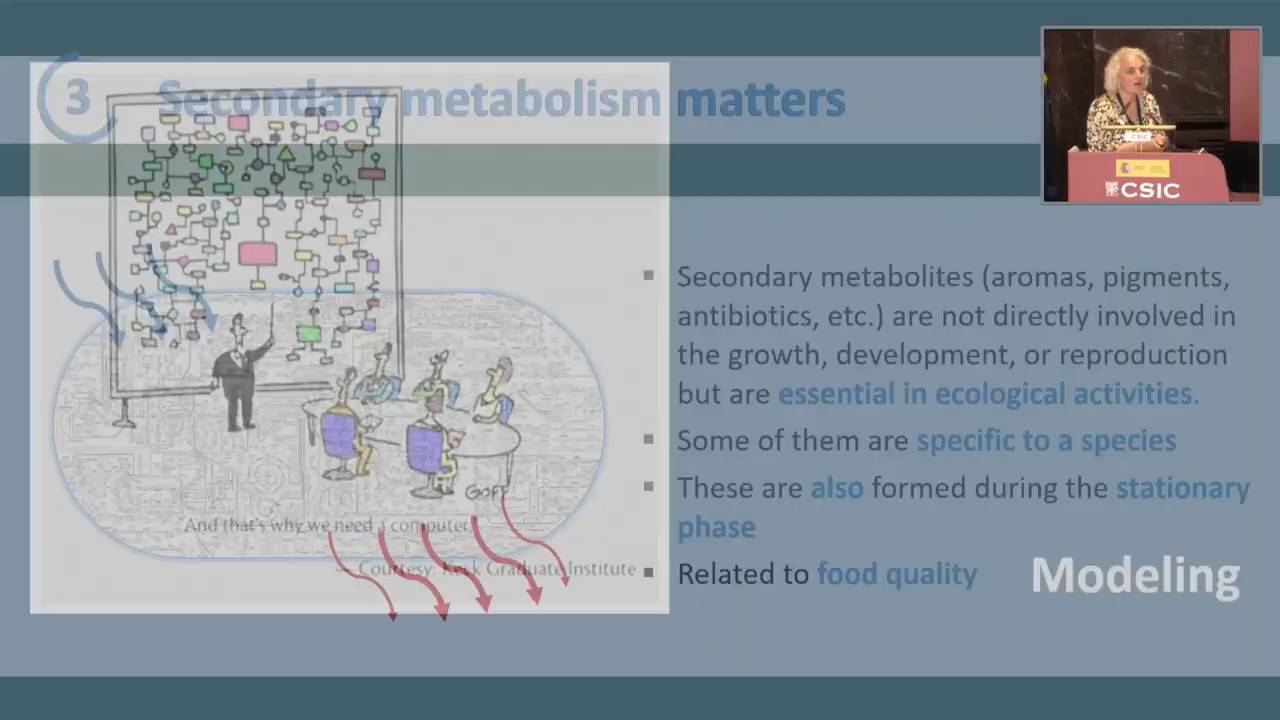 3
Secondary metabolism matters
CSIC
CSIC
Secondary metabolites (aromas, pigments,
antibiotics, etc.) are not directly involved in
the growth, development, or reproduction
but are essential in ecological activities.
Some of them are specific to a species
These are also formed during the stationary
phase
Related to food quality
Modeling
And that's why we need a computer.
— Courtesy: Keck Graduate Institute